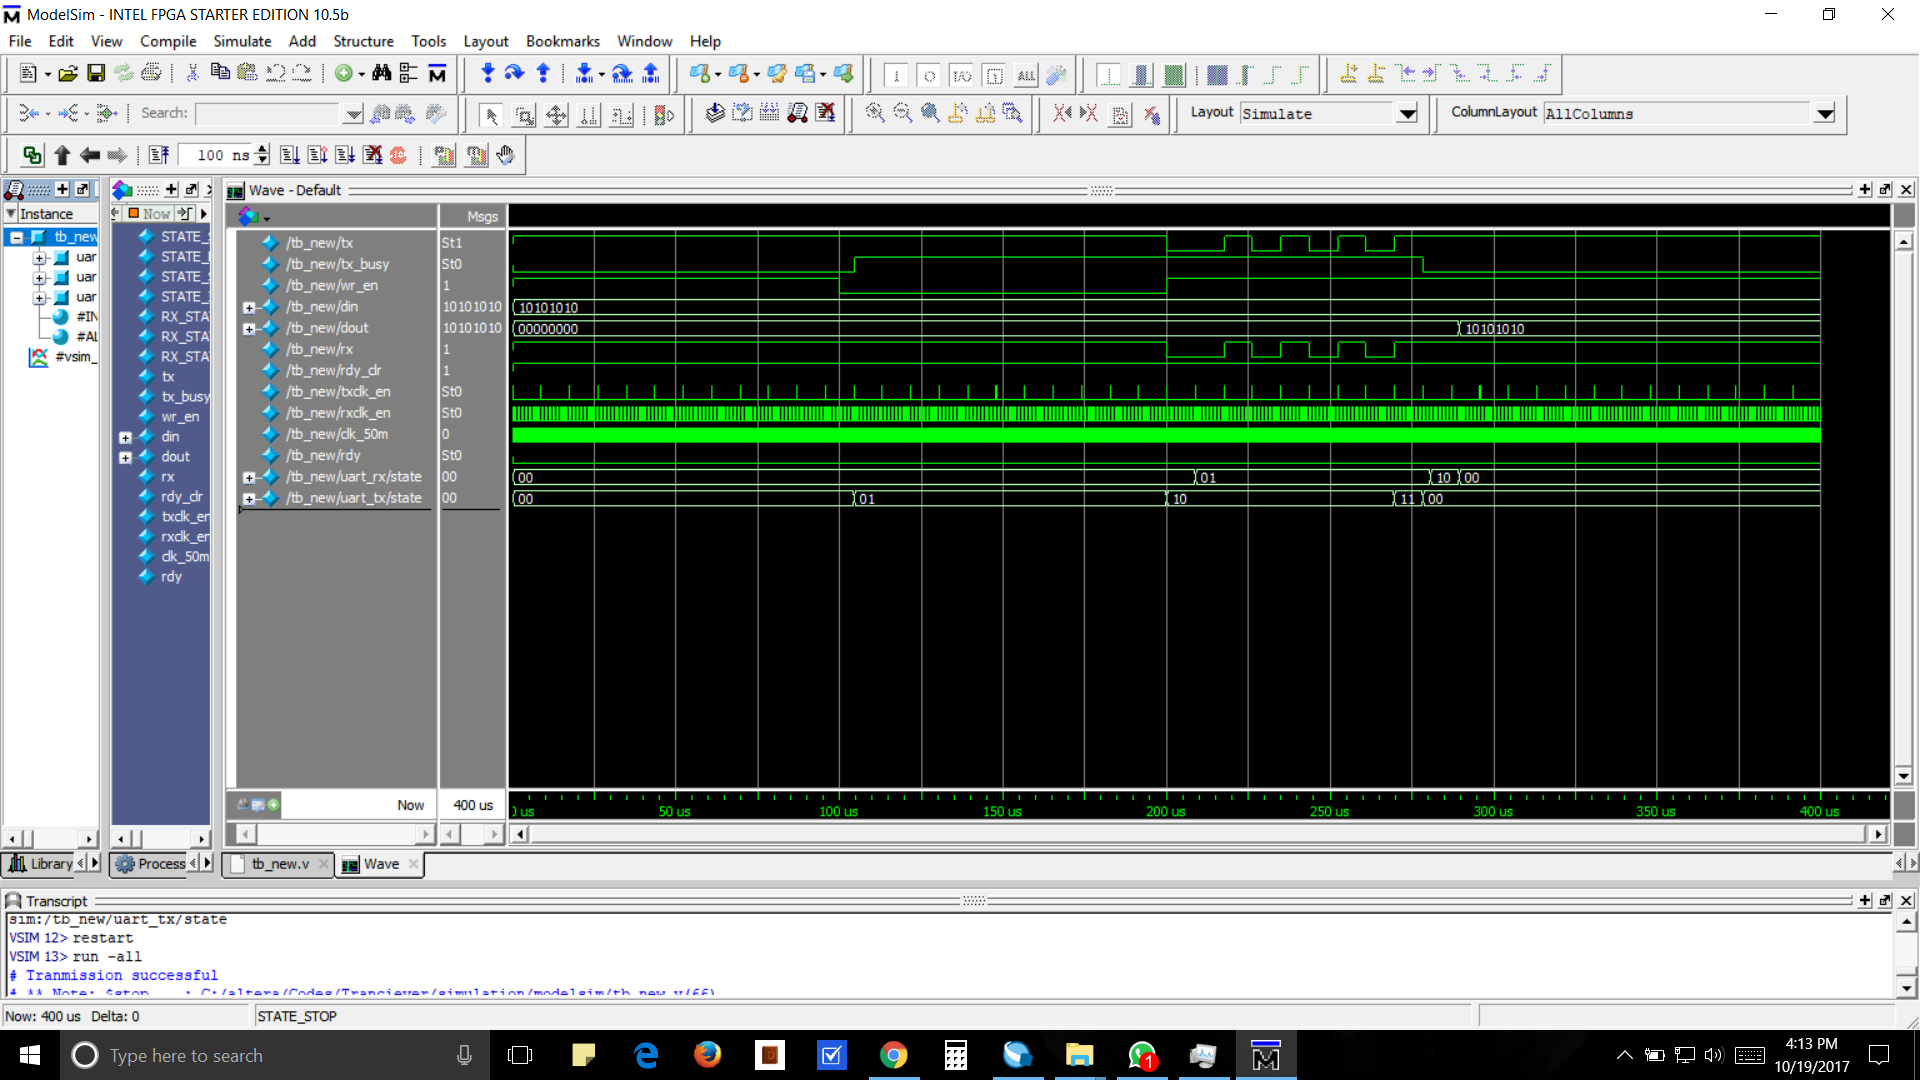 ModelSim - INTEL FPGA STARTER EDITION 10.5b
File Edit View Compile Simulate Add Structure Tools Layout Bookmarks Window Help
Search:
Layout Simulate
ColumnLayout AllColumns
100 ns
Instance
tb_new
uar
uar
uar
#IN
#AL
#vsim_
Now
STATE_
STATE_
STATE_
STATE_
RX_STA
RX_STA
RX_STA
tx
tx_busy
wr_en
din
dout
rx
rdy_clr
txclk_en
rxclk_en
clk_50m
rdy
Wave - Default
Msgs
/tb_new/tx St1
/tb_new/tx_busy St0
/tb_new/wr_en 1
/tb_new/din 10101010 10101010
/tb_new/dout 10101010 00000000 10101010
/tb_new/rx 1
/tb_new/rdy_clr 1
/tb_new/txclk_en St0
/tb_new/rxclk_en St0
/tb_new/clk_50m 0
/tb_new/rdy St0
/tb_new/uart_rx/state 00 00 01 10 00
/tb_new/uart_tx/state 00 00 01 10 11 00
Now 400 us
us 50 us 100 us 150 us 200 us 250 us 300 us 350 us 400 us
Library Process tb_new.v Wave
Transcript
sim:/tb_new/uart_tx/state
VSIM 12> restart
VSIM 13> run -all
# Tranmission successful
# ** Note: $stop : C:/altera/Codes/Tranciever/simulation/modelsim/tb_new.v(66)
Now: 400 us Delta: 0 STATE_STOP
Type here to search
1
4:13 PM
10/19/2017